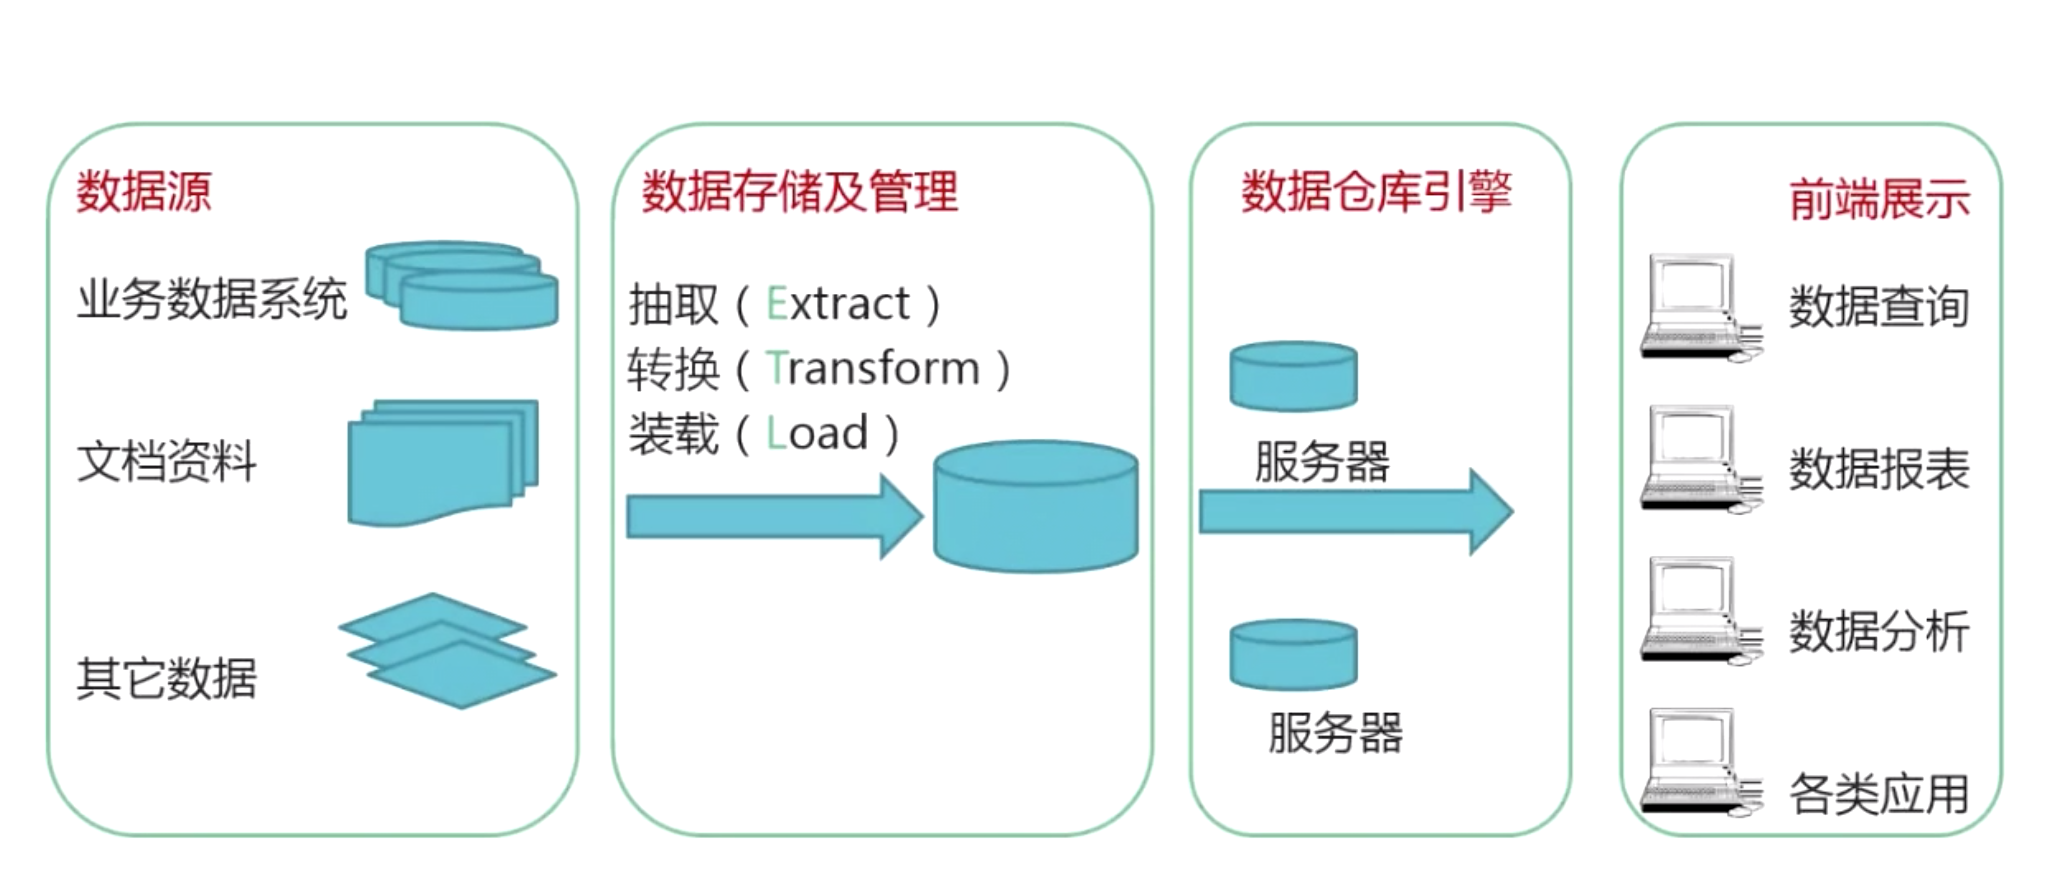 数据源
业务数据系统
文档资料
其它数据
数据存储及管理
抽取（Extract）
转换（Transform）
装载（Load）
数据仓库引擎
服务器
服务器
前端展示
数据查询
数据报表
数据分析
各类应用